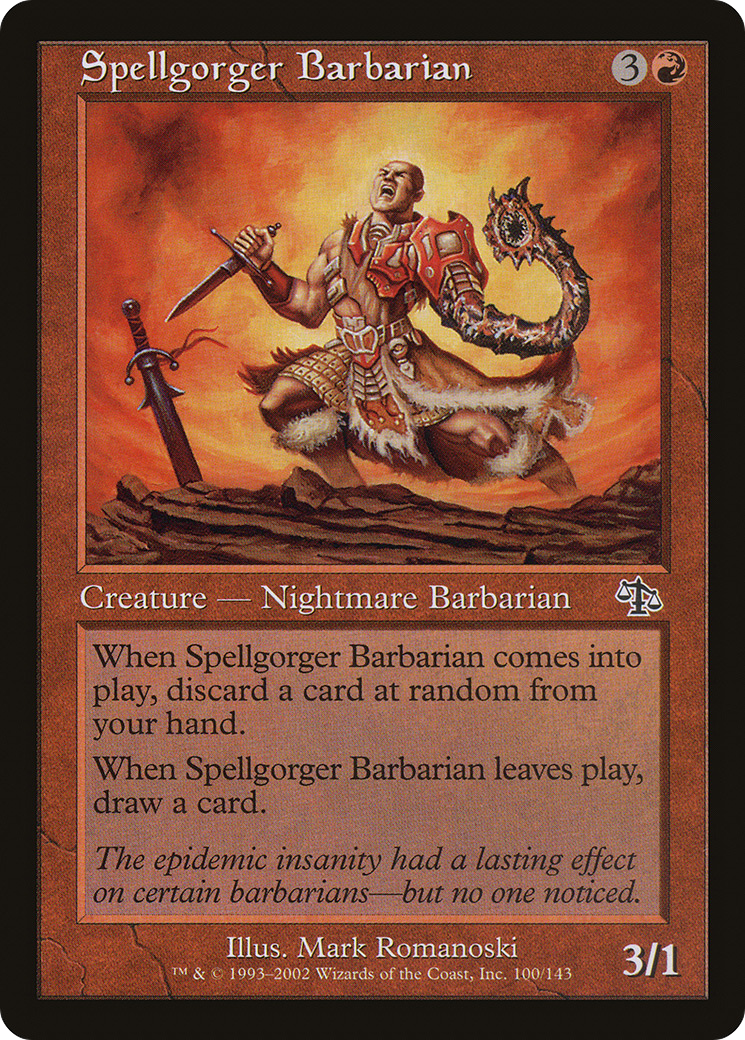 Spellgorger Barbarian 3
Creature — Nightmare Barbarian
When Spellgorger Barbarian comes into
play, discard a card at random from
your hand.
When Spellgorger Barbarian leaves play,
draw a card.
The epidemic insanity had a lasting effect
on certain barbarians—but no one noticed.
Illus. Mark Romanoski
™ & © 1993–2002 Wizards of the Coast, Inc. 100/143
3/1